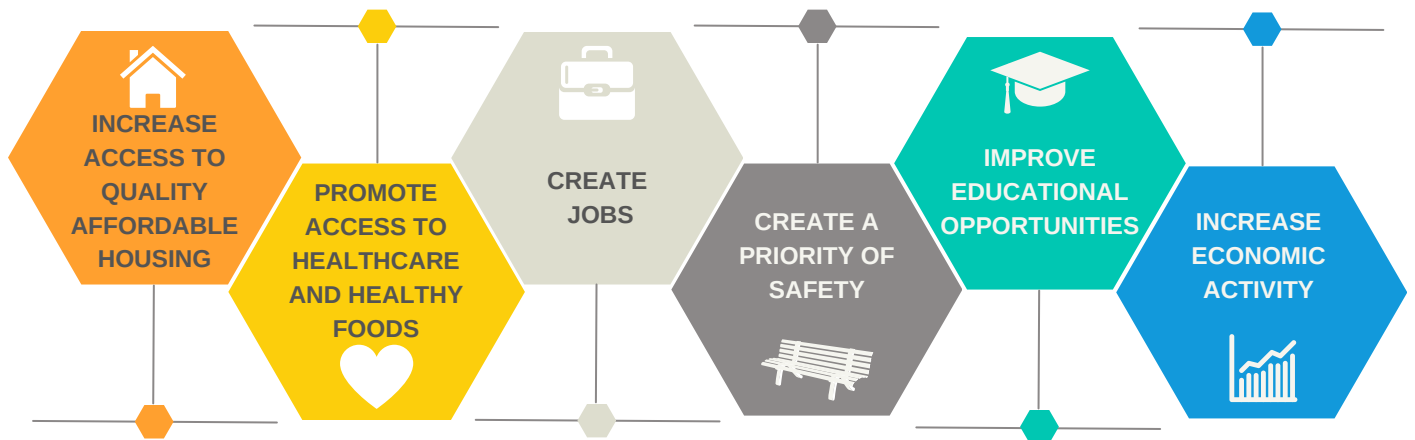 INCREASE
ACCESS TO
QUALITY
AFFORDABLE
HOUSING
PROMOTE
ACCESS TO
HEALTHCARE
AND HEALTHY
FOODS
CREATE
JOBS
CREATE A
PRIORITY OF
SAFETY
IMPROVE
EDUCATIONAL
OPPORTUNITIES
INCREASE
ECONOMIC
ACTIVITY